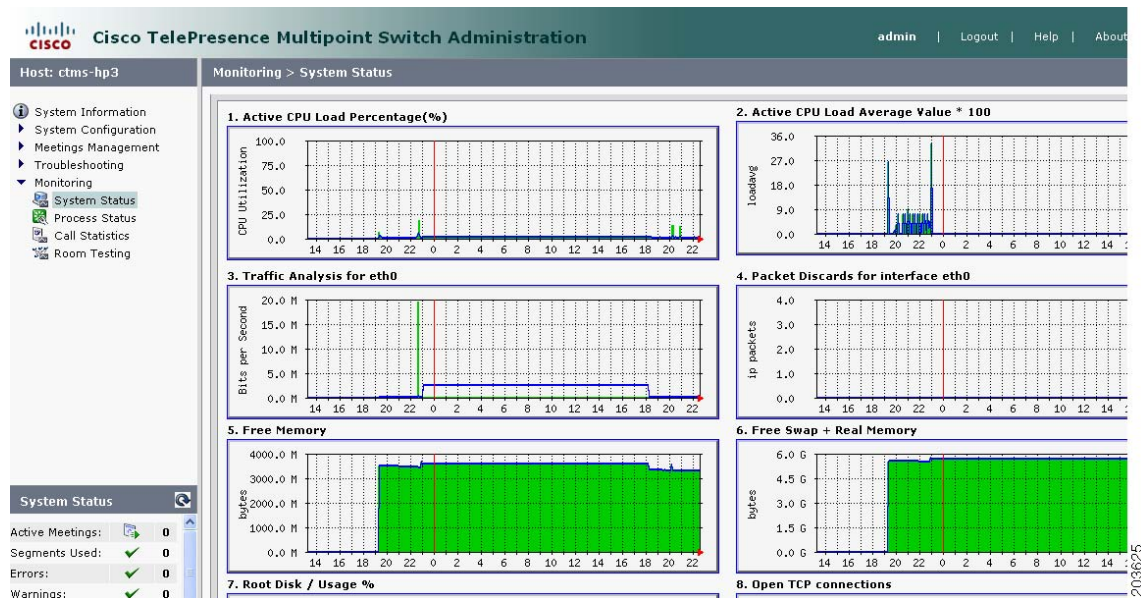 CISCO
Cisco TelePresence Multipoint Switch Administration
admin | Logout | Help | About
Host: ctms-hp3
Monitoring > System Status
System Information
System Configuration
Meetings Management
Troubleshooting
Monitoring
System Status
Process Status
Call Statistics
Room Testing
1. Active CPU Load Percentage(%)
CPU Utilization
100.0
75.0
50.0
25.0
0.0
14 16 18 20 22 0 2 4 6 8 10 12 14 16 18 20 22
2. Active CPU Load Average Value * 100
loadavg
36.0
27.0
18.0
9.0
0.0
14 16 18 20 22 0 2 4 6 8 10 12 14
3. Traffic Analysis for eth0
Bits per Second
20.0 M
15.0 M
10.0 M
5.0 M
0.0 M
14 16 18 20 22 0 2 4 6 8 10 12 14 16 18 20 22
4. Packet Discards for interface eth0
ip packets
4.0
3.0
2.0
1.0
0.0
14 16 18 20 22 0 2 4 6 8 10 12 14
5. Free Memory
bytes
4000.0 M
3000.0 M
2000.0 M
1000.0 M
0.0 M
14 16 18 20 22 0 2 4 6 8 10 12 14 16 18 20 22
6. Free Swap + Real Memory
bytes
6.0 G
4.5 G
3.0 G
1.5 G
0.0 G
14 16 18 20 22 0 2 4 6 8 10 12 14
7. Root Disk / Usage %
8. Open TCP connections
System Status
Active Meetings: 0
Segments Used: 0
Errors: 0
Warnings: 0
203625